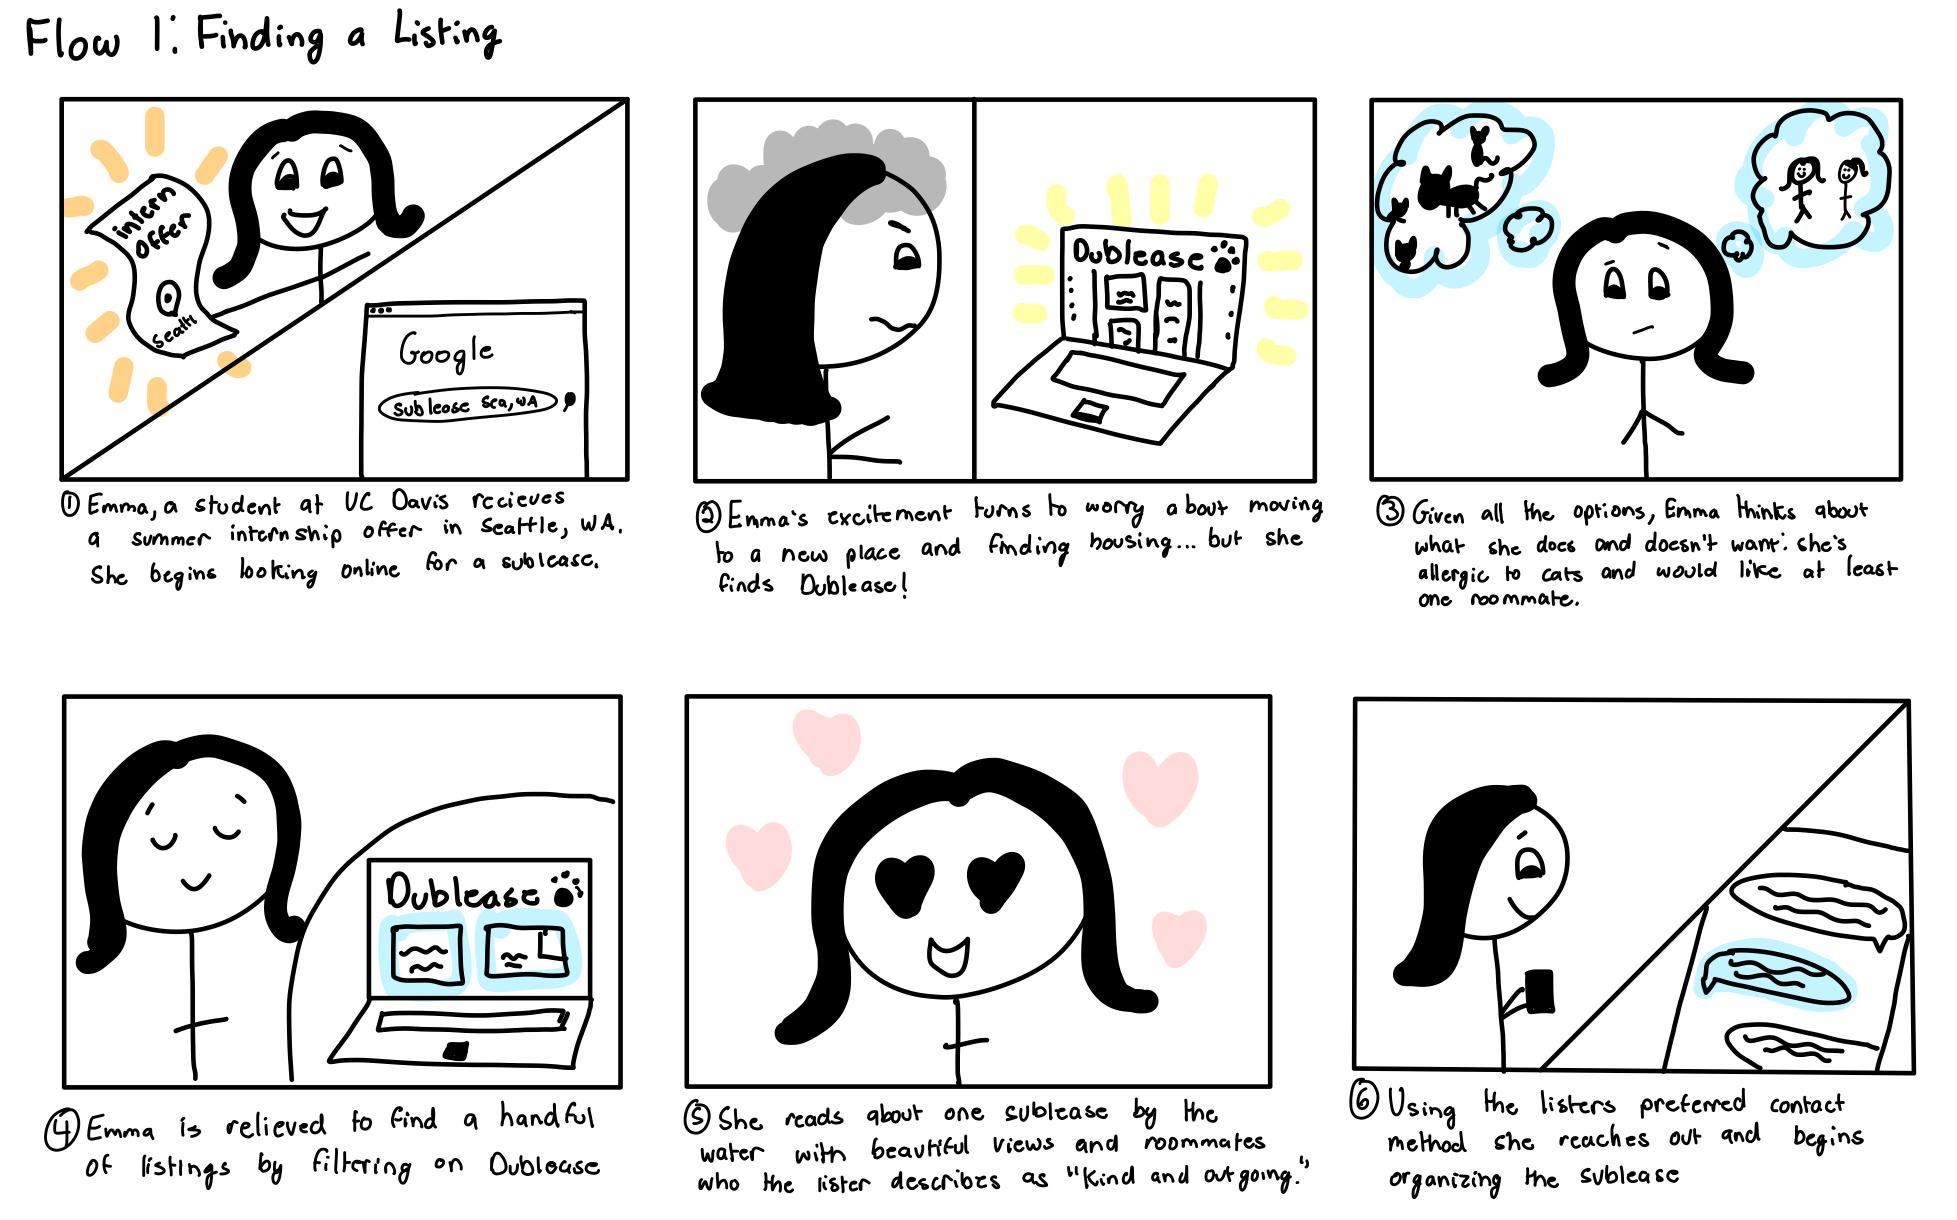 Flow 1: Finding a Listing
intern
offer
Seattle
Google
sublease Sea, WA
① Emma, a student at UC Davis recieves
a summer internship offer in Seattle, WA.
She begins looking online for a sublease.
Dublease
② Emma's excitement turns to worry about moving
to a new place and finding housing... but she
finds Dublease!
③ Given all the options, Emma thinks about
what she does and doesn't want: she's
allergic to cats and would like at least
one roommate.
Dublease
④ Emma is relieved to find a handful
of listings by filtering on Dublease
⑤ She reads about one sublease by the
water with beautiful views and roommates
who the lister describes as "Kind and outgoing."
⑥ Using the listers preferred contact
method she reaches out and begins
organizing the sublease